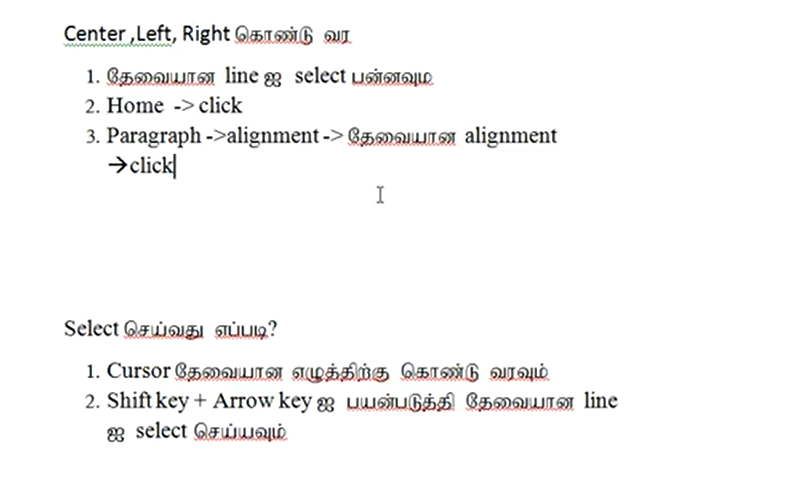 Center ,Left, Right கொண்டு வர
1. தேவையான line ஐ select பன்னவும
2. Home -> click
3. Paragraph ->alignment -> தேவையான alignment
→click
Select செய்வது எப்படி?
1. Cursor தேவையான எழுத்திற்கு கொண்டு வரவும்
2. Shift key + Arrow key ஐ பயன்படுத்தி தேவையான line
ஐ select செய்யவும்